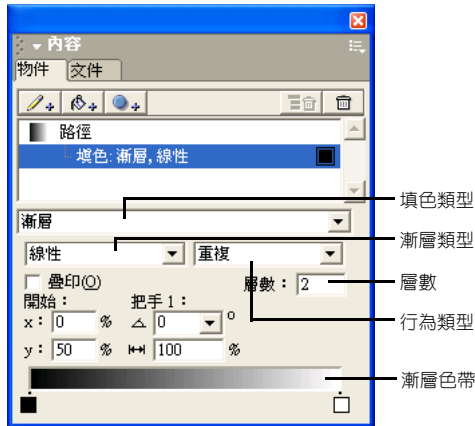 內容
物件 文件
路徑
填色: 漸層, 線性
漸層
線性 重複
疊印(O) 層數: 2
開始: 把手 1:
x: 0 % 0 °
y: 50 % 100 %
填色類型
漸層類型
層數
行為類型
漸層色帶